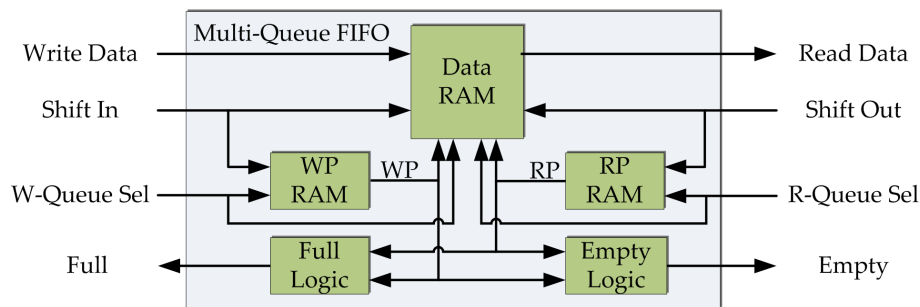 Multi-Queue FIFO
Write Data
Data
RAM
Read Data
Shift In
Shift Out
WP
RAM
WP
RP
RP
RAM
W-Queue Sel
R-Queue Sel
Full
Full
Logic
Empty
Logic
Empty